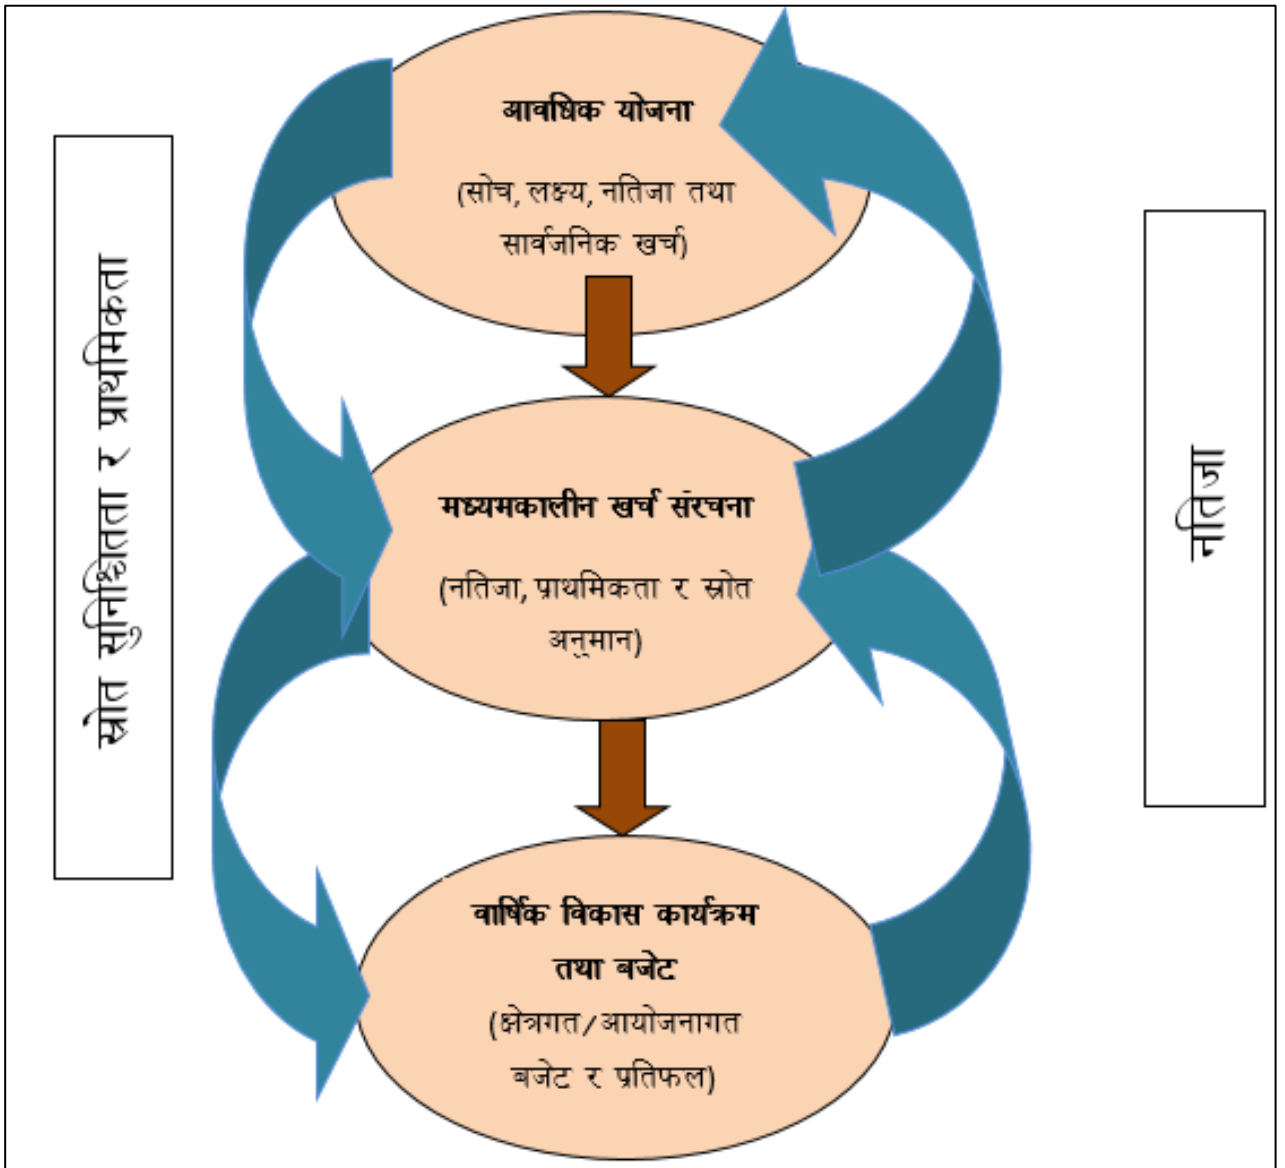 आवधिक योजना
(सोच, लक्ष्य, नतिजा तथा
सार्वजनिक खर्च)
स्रोत सुनिश्चितता र प्राथमिकता
मध्यमकालीन खर्च संरचना
(नतिजा, प्राथमिकता र स्रोत
अनुमान)
नतिजा
वार्षिक विकास कार्यक्रम
तथा बजेट
(क्षेत्रगत/आयोजनागत
बजेट र प्रतिफल)